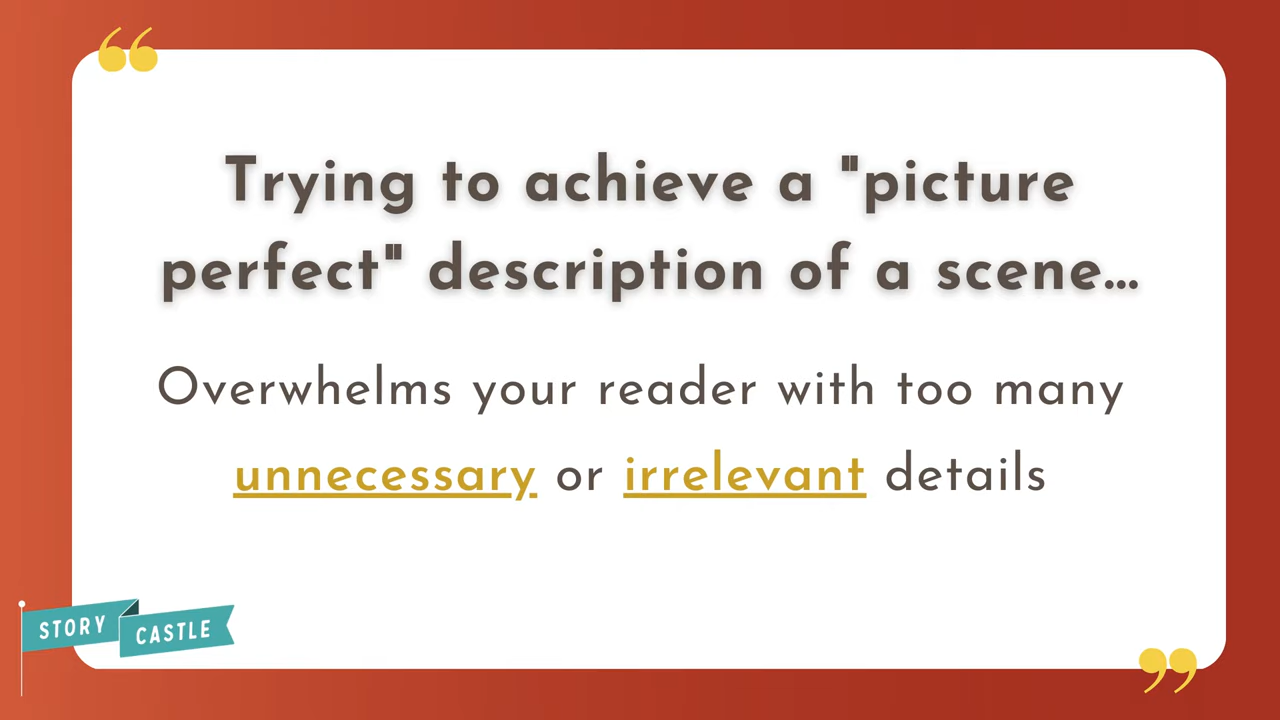 Trying to achieve a "picture
perfect" description of a scene...
Overwhelms your reader with too many
unnecessary or irrelevant details
STORY CASTLE